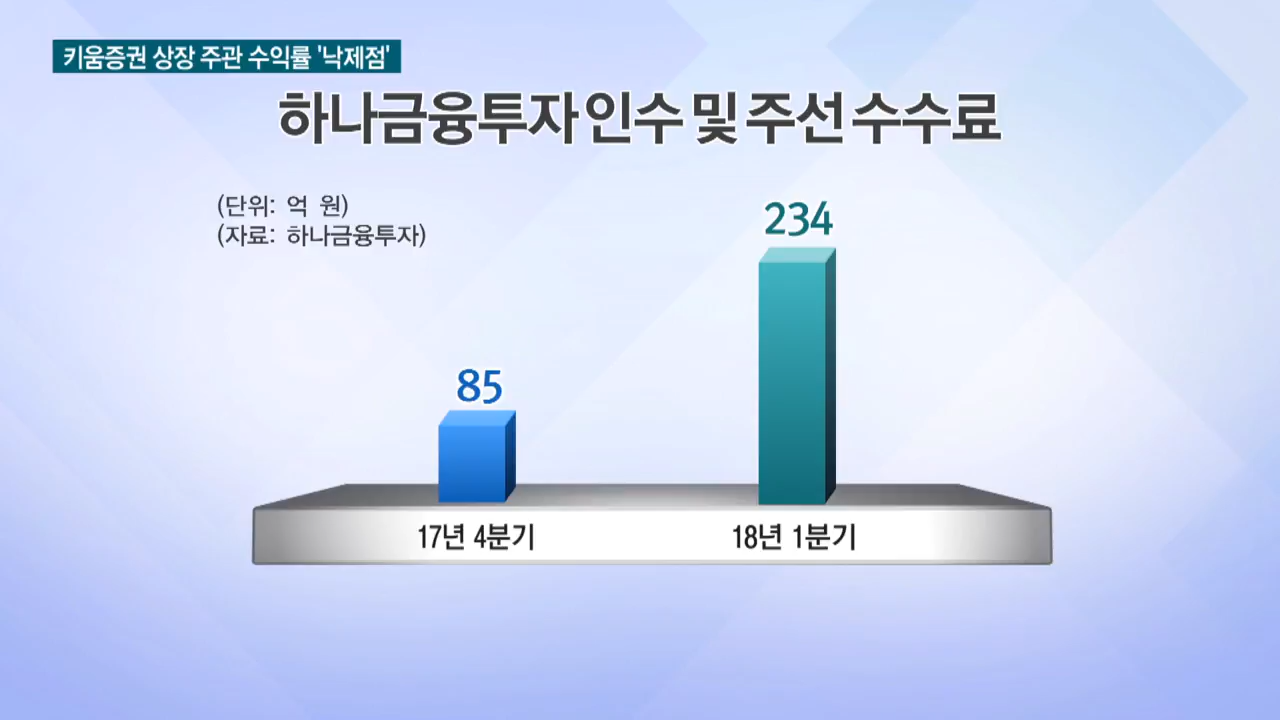 키움증권 상장 주관 수익률 '낙제점'
하나금융투자 인수 및 주선 수수료
(단위: 억 원)
(자료: 하나금융투자)
234
85
17년 4분기
18년 1분기